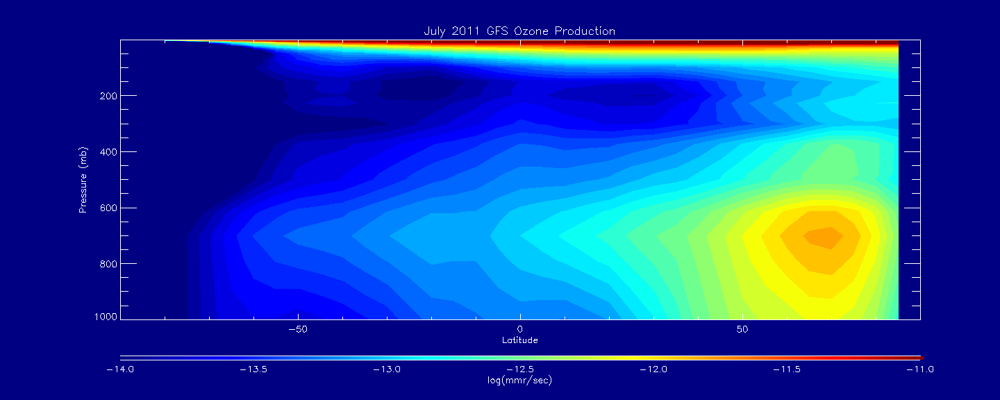 July 2011 GFS Ozone Production
Pressure (mb)
200
400
600
800
1000
-50 0 50
Latitude
-14.0 -13.5 -13.0 -12.5 -12.0 -11.5 -11.0
log(mmr/sec)